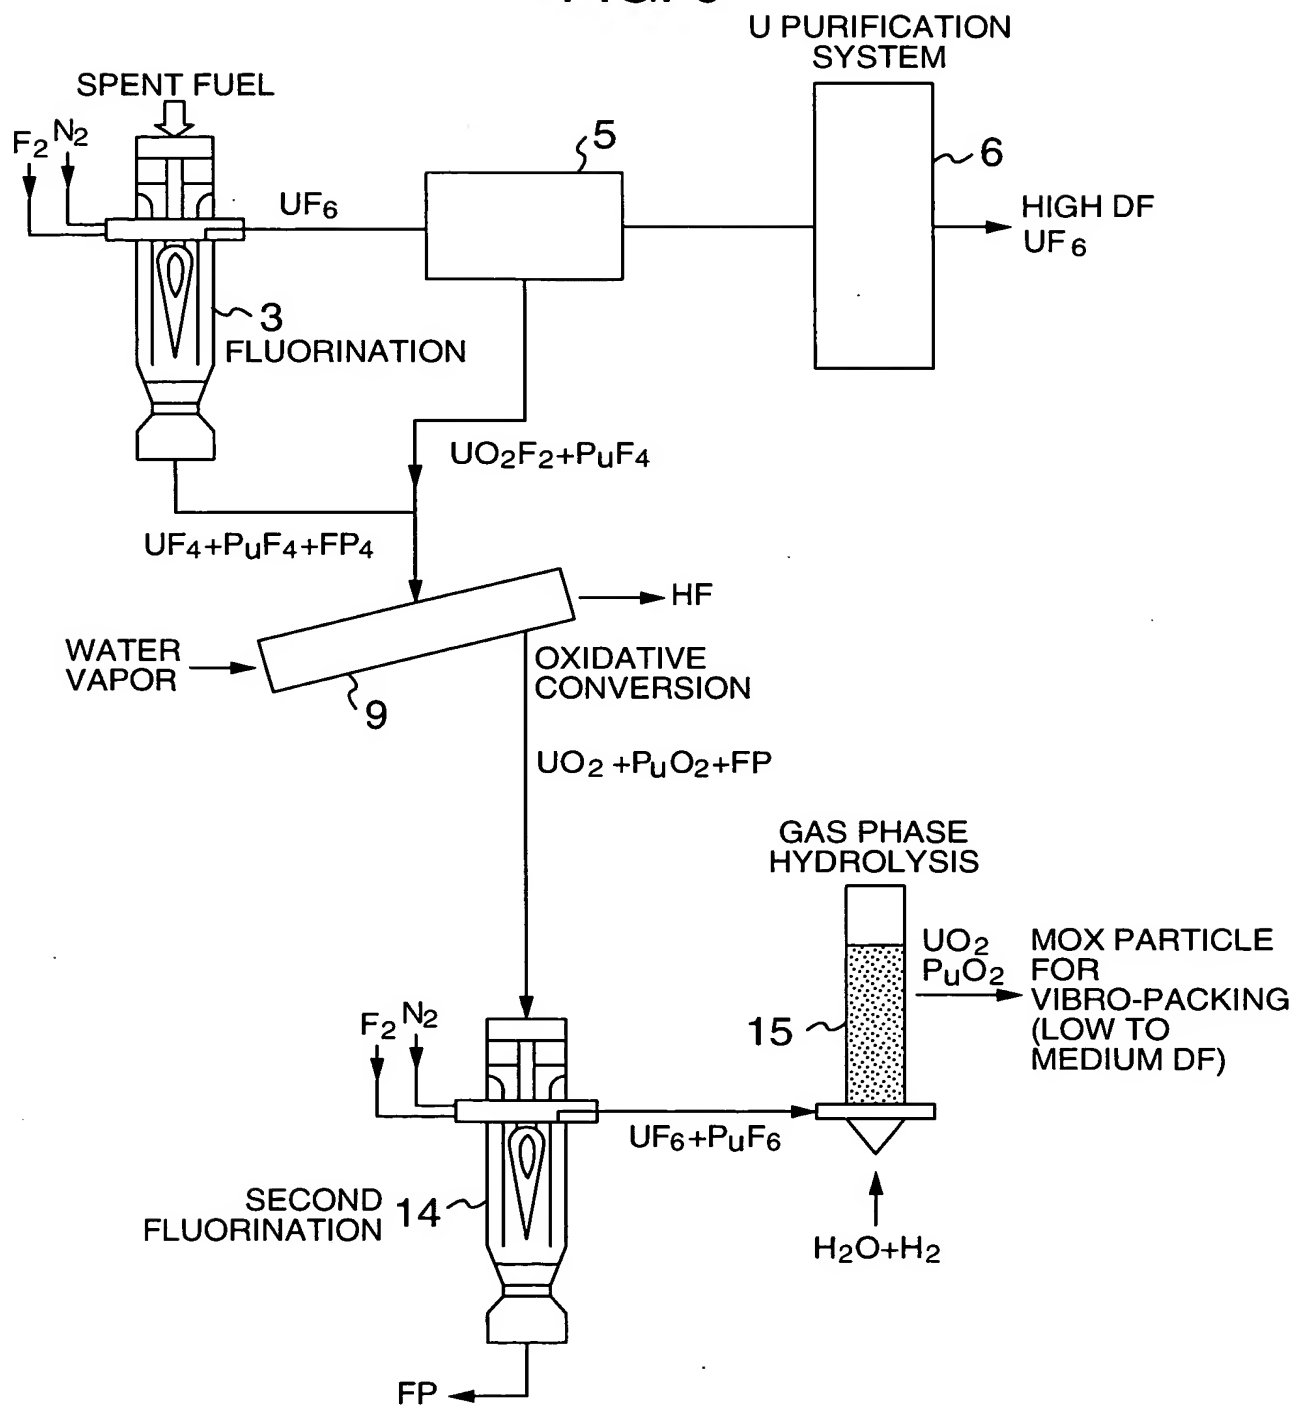 U PURIFICATION
SYSTEM
SPENT FUEL
F2 N2
5
6
UF6
HIGH DF
UF6
3
FLUORINATION
UO2F2+PuF4
UF4+PuF4+FP4
HF
WATER
VAPOR
OXIDATIVE
CONVERSION
9
UO2 +PuO2+FP
GAS PHASE
HYDROLYSIS
UO2
PuO2
MOX PARTICLE
FOR
VIBRO-PACKING
(LOW TO
MEDIUM DF)
F2 N2
15
UF6+PuF6
SECOND
FLUORINATION
14
H2O+H2
FP